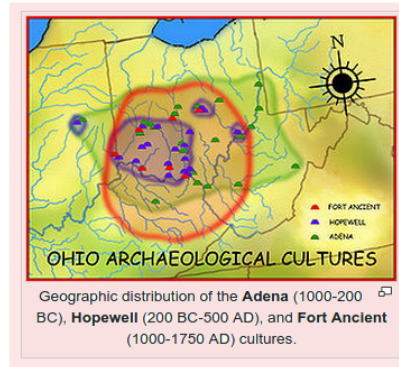 N
FORT ANCIENT
HOPEWELL
ADENA
OHIO ARCHAEOLOGICAL CULTURES
Geographic distribution of the Adena (1000-200
BC), Hopewell (200 BC-500 AD), and Fort Ancient
(1000-1750 AD) cultures.